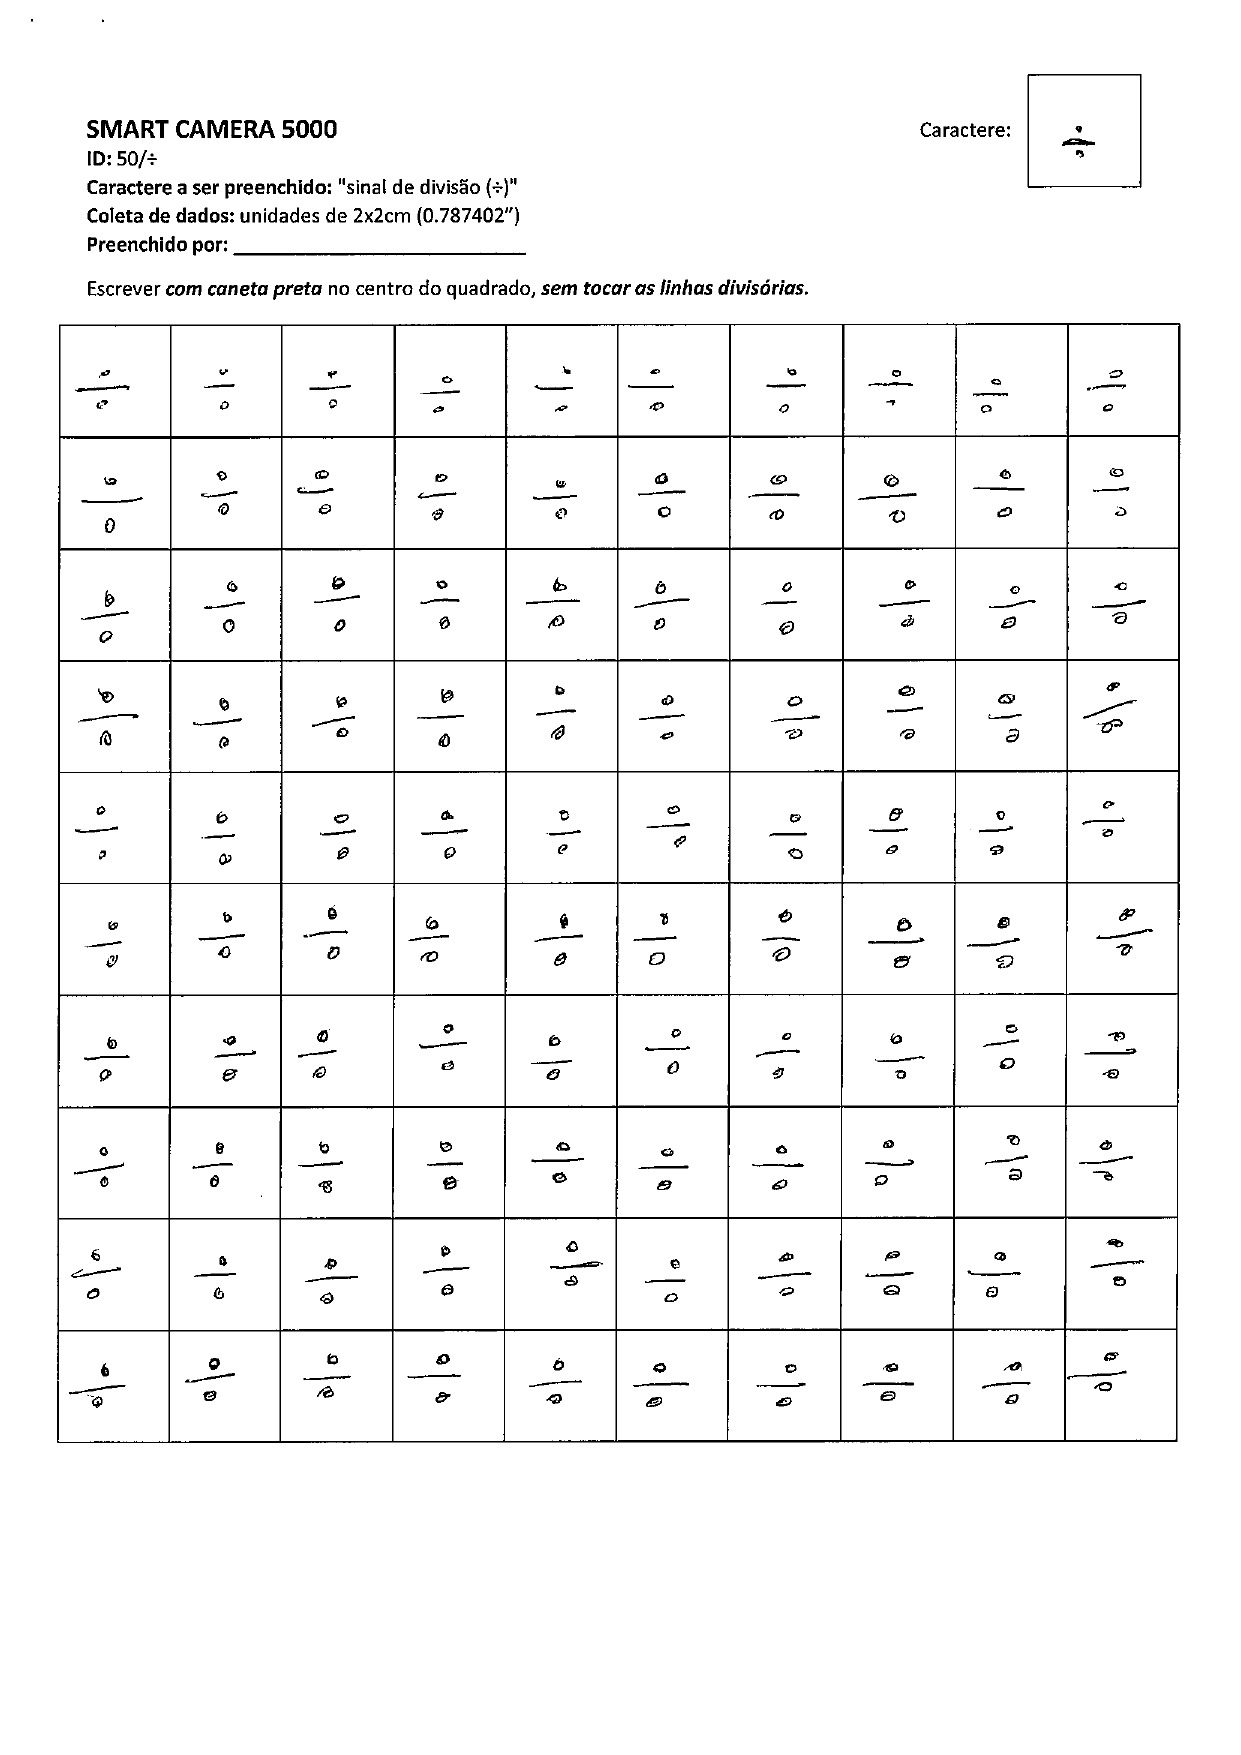 SMART CAMERA 5000
Caractere: ÷
ID: 50/÷
Caractere a ser preenchido: "sinal de divisão (÷)"
Coleta de dados: unidades de 2x2cm (0.787402")
Preenchido por: ____________________
Escrever com caneta preta no centro do quadrado, sem tocar as linhas divisórias.
÷ ÷ ÷ ÷ ÷ ÷ ÷ ÷ ÷ ÷
÷ ÷ ÷ ÷ ÷ ÷ ÷ ÷ ÷ ÷
÷ ÷ ÷ ÷ ÷ ÷ ÷ ÷ ÷ ÷
÷ ÷ ÷ ÷ ÷ ÷ ÷ ÷ ÷ ÷
÷ ÷ ÷ ÷ ÷ ÷ ÷ ÷ ÷ ÷
÷ ÷ ÷ ÷ ÷ ÷ ÷ ÷ ÷ ÷
÷ ÷ ÷ ÷ ÷ ÷ ÷ ÷ ÷ ÷
÷ ÷ ÷ ÷ ÷ ÷ ÷ ÷ ÷ ÷
÷ ÷ ÷ ÷ ÷ ÷ ÷ ÷ ÷ ÷
÷ ÷ ÷ ÷ ÷ ÷ ÷ ÷ ÷ ÷